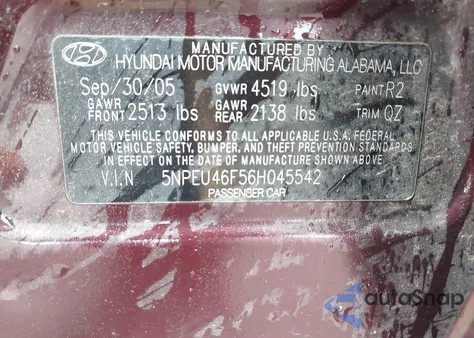 MANUFACTURED BY
HYUNDAI MOTOR MANUFACTURING ALABAMA, LLC
Sep/30/05 GVWR 4519 lbs PAINT R2
GAWR FRONT 2513 lbs GAWR REAR 2138 lbs TRIM QZ
THIS VEHICLE CONFORMS TO ALL APPLICABLE U.S.A. FEDERAL
MOTOR VEHICLE SAFETY, BUMPER, AND THEFT PREVENTION STANDARDS
IN EFFECT ON THE DATE OF MANUFACTURE SHOWN ABOVE
V.I.N 5NPEU46F56H045542
PASSENGER CAR
autoSnap